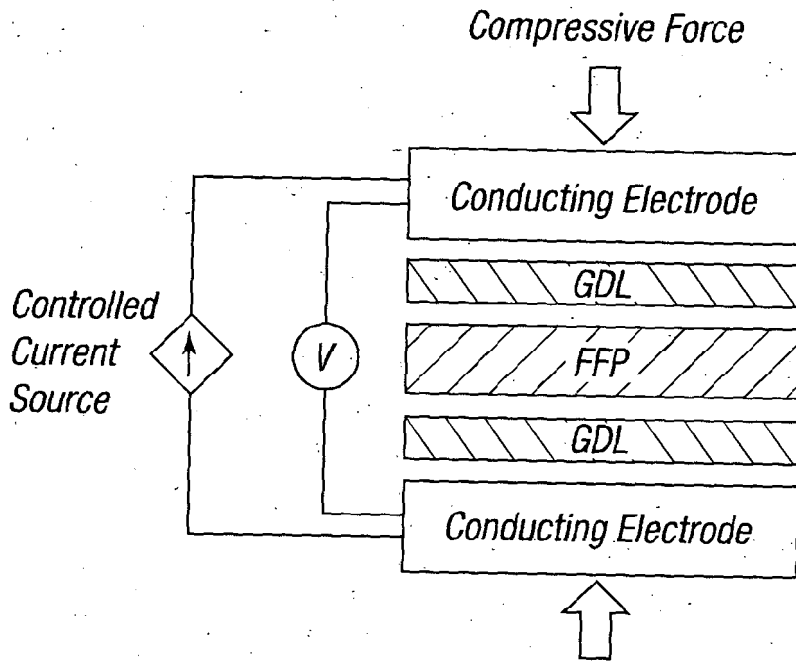 Compressive Force
Conducting Electrode
GDL
Controlled
Current
Source
V
FFP
GDL
Conducting Electrode